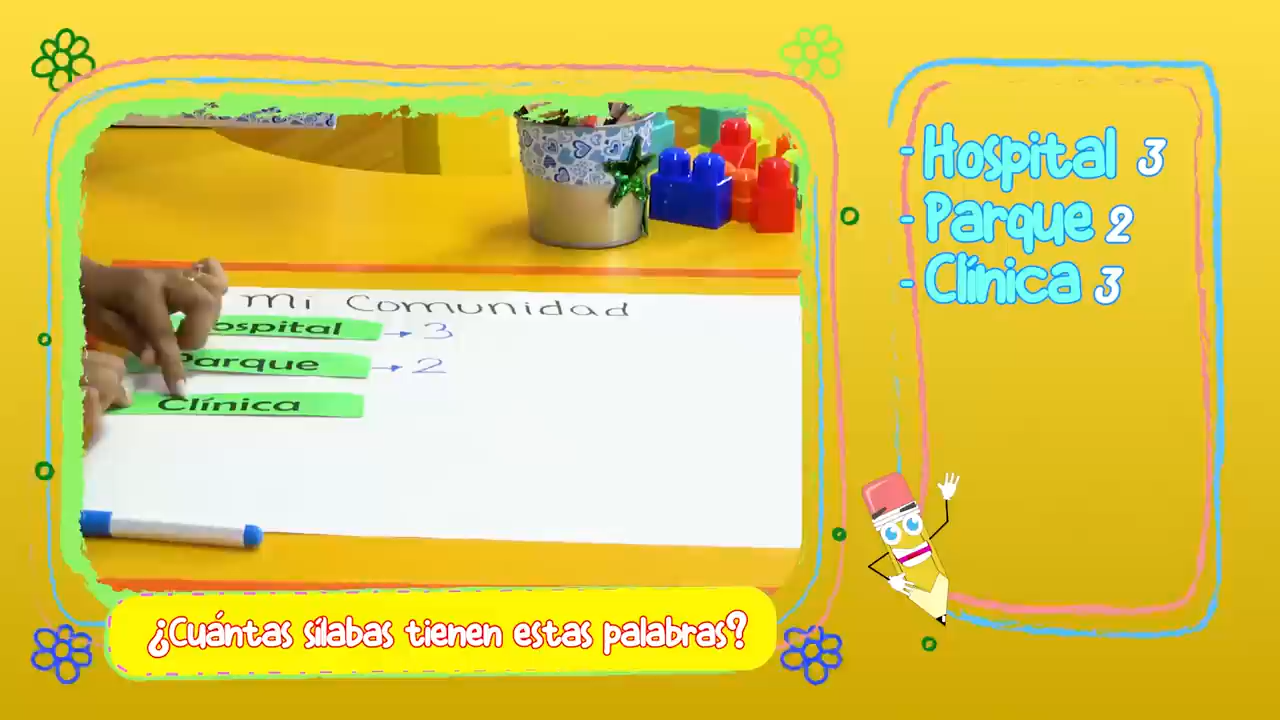 Mi Comunidad
ospital → 3
Parque → 2
Clínica
¿Cuántas sílabas tienen estas palabras?
- Hospital 3
- Parque 2
- Clínica 3